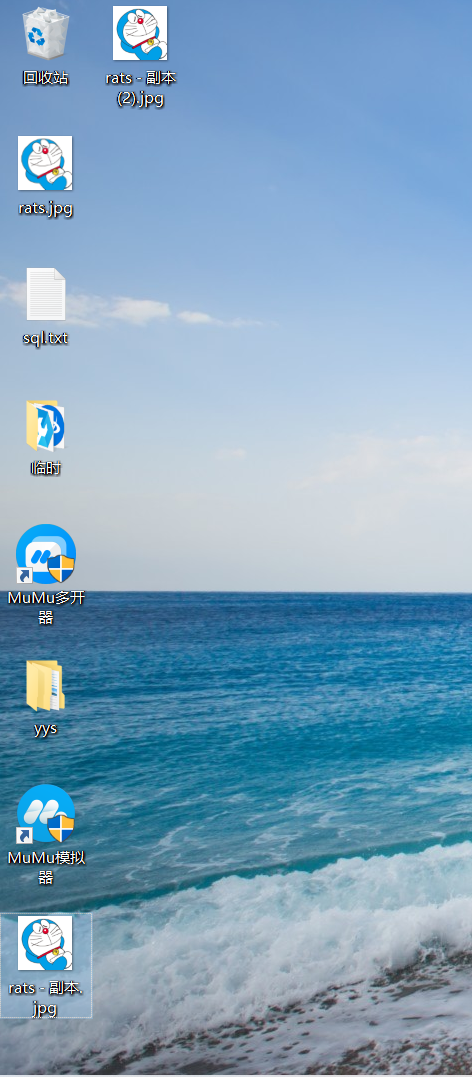 回收站
rats - 副本
(2).jpg
rats.jpg
sql.txt
临时
MuMu多开
器
yys
MuMu模拟
器
rats - 副本.
jpg